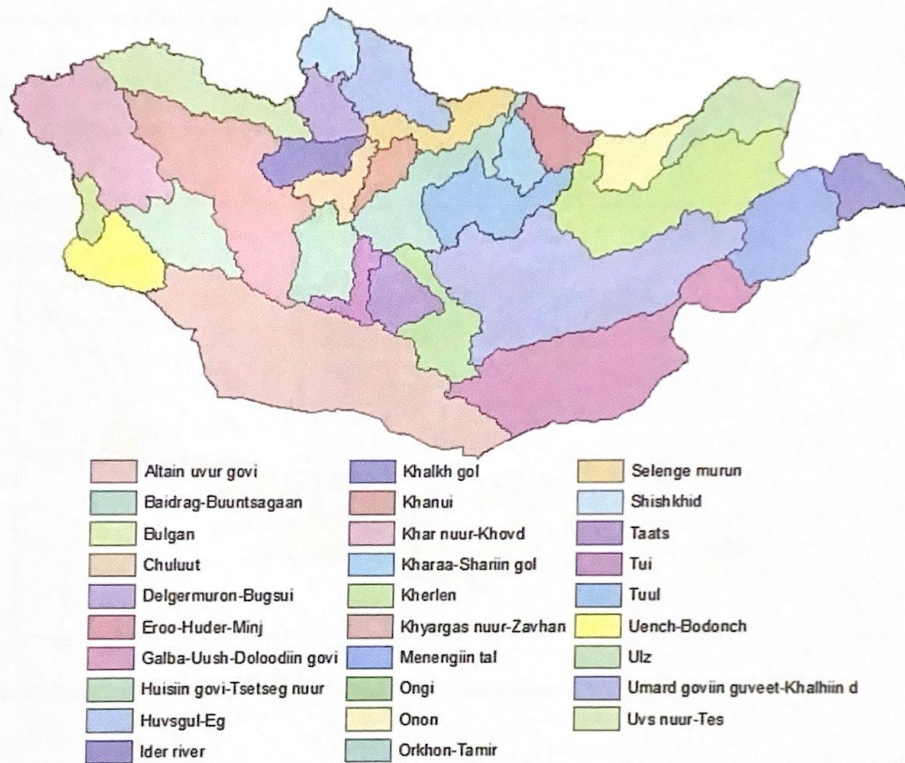 Altain uvur govi
Baidrag-Buuntsagaan
Bulgan
Chuluut
Delgermuron-Bugsui
Eroo-Huder-Minj
Galba-Uush-Doloodiin govi
Huisiin govi-Tsetseg nuur
Huvsgul-Eg
Ider river
Khalkh gol
Khanui
Khar nuur-Khovd
Kharaa-Shariin gol
Kherlen
Khyargas nuur-Zavhan
Menengiin tal
Ongi
Onon
Orkhon-Tamir
Selenge murun
Shishkhid
Taats
Tui
Tuul
Uench-Bodonch
Ulz
Umard goviin guveet-Khalhiin d
Uvs nuur-Tes